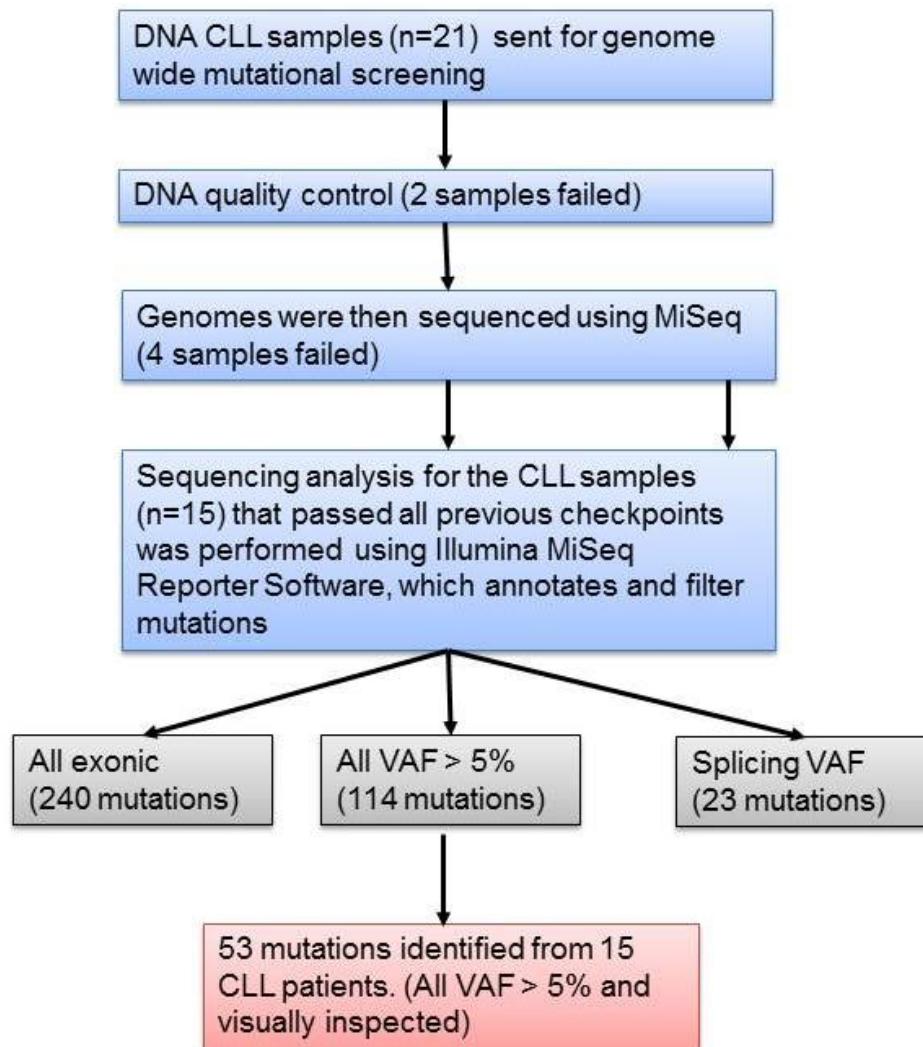 DNA CLL samples (n=21) sent for genome
wide mutational screening
DNA quality control (2 samples failed)
Genomes were then sequenced using MiSeq
(4 samples failed)
Sequencing analysis for the CLL samples
(n=15) that passed all previous checkpoints
was performed using Illumina MiSeq
Reporter Software, which annotates and filter
mutations
All exonic
(240 mutations)
All VAF > 5%
(114 mutations)
Splicing VAF
(23 mutations)
53 mutations identified from 15
CLL patients. (All VAF > 5% and
visually inspected)